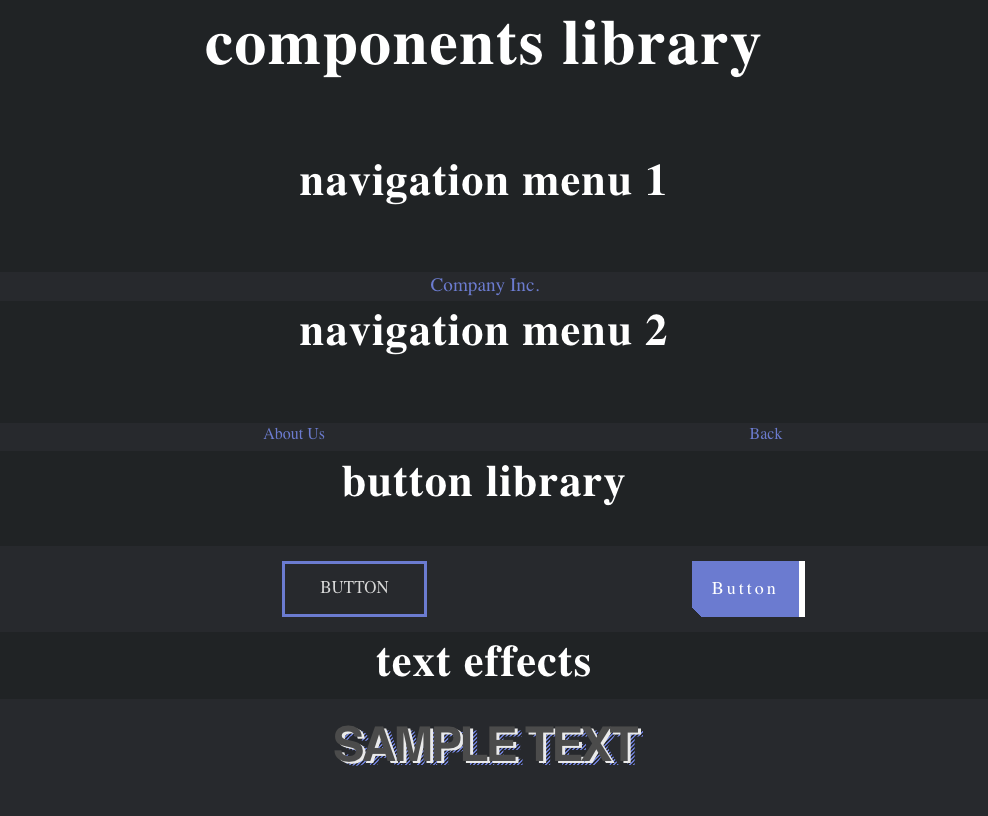 components library
navigation menu 1
Company Inc.
navigation menu 2
About Us Back
button library
BUTTON Button
text effects
SAMPLE TEXT